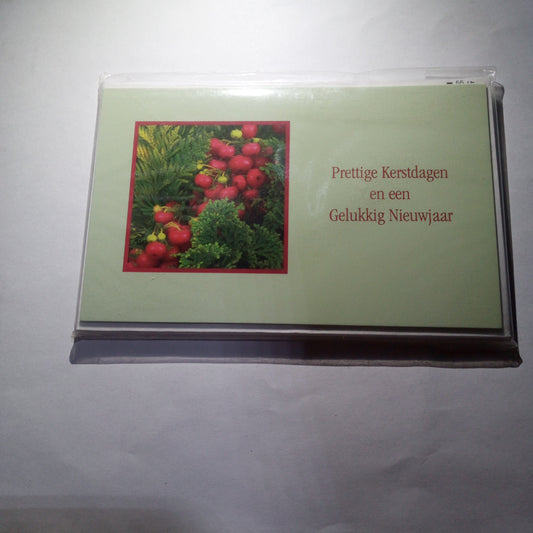 Prettige Kerstdagen
en een
Gelukkig Nieuwjaar